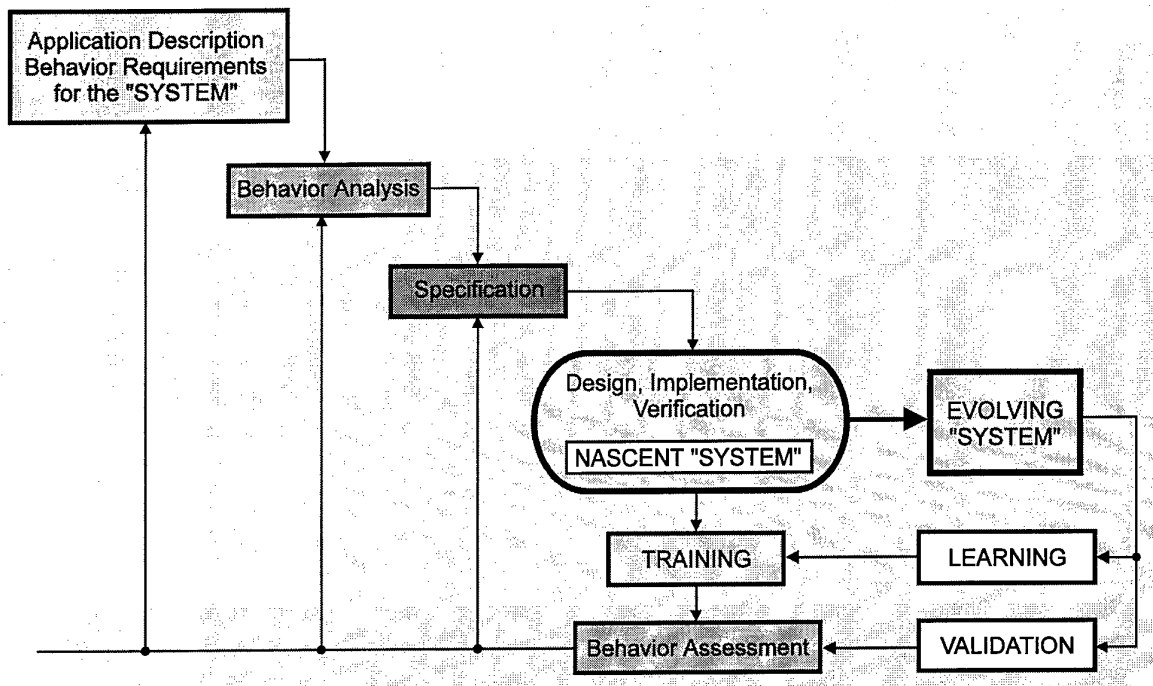 Application Description
Behavior Requirements
for the "SYSTEM"
Behavior Analysis
Specification
Design, Implementation,
Verification
NASCENT "SYSTEM"
EVOLVING
"SYSTEM"
TRAINING
LEARNING
Behavior Assessment
VALIDATION